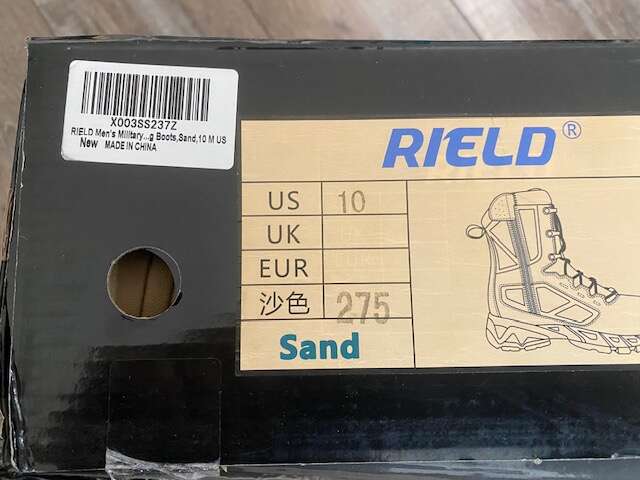 X003SS237Z
RIELD Men's Military...g Boots,Sand,10 M US
New MADE IN CHINA
RIELD®
US 10
UK
EUR
沙色 275
Sand